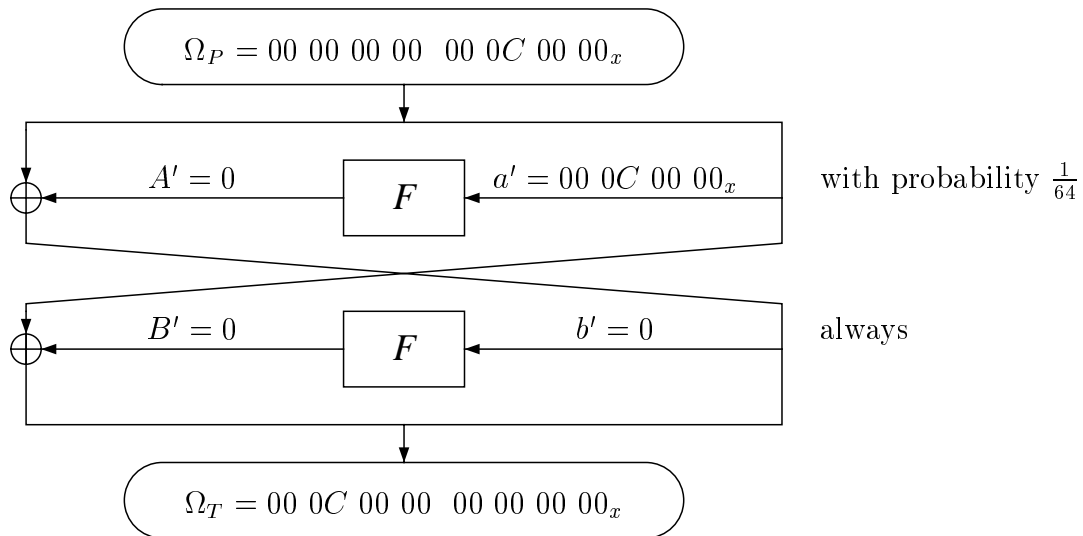 Ω_P = 00 00 00 00 00 0C 00 00_x
A′ = 0
F
a′ = 00 0C 00 00_x
with probability 1/64
B′ = 0
F
b′ = 0
always
Ω_T = 00 0C 00 00 00 00 00 00_x